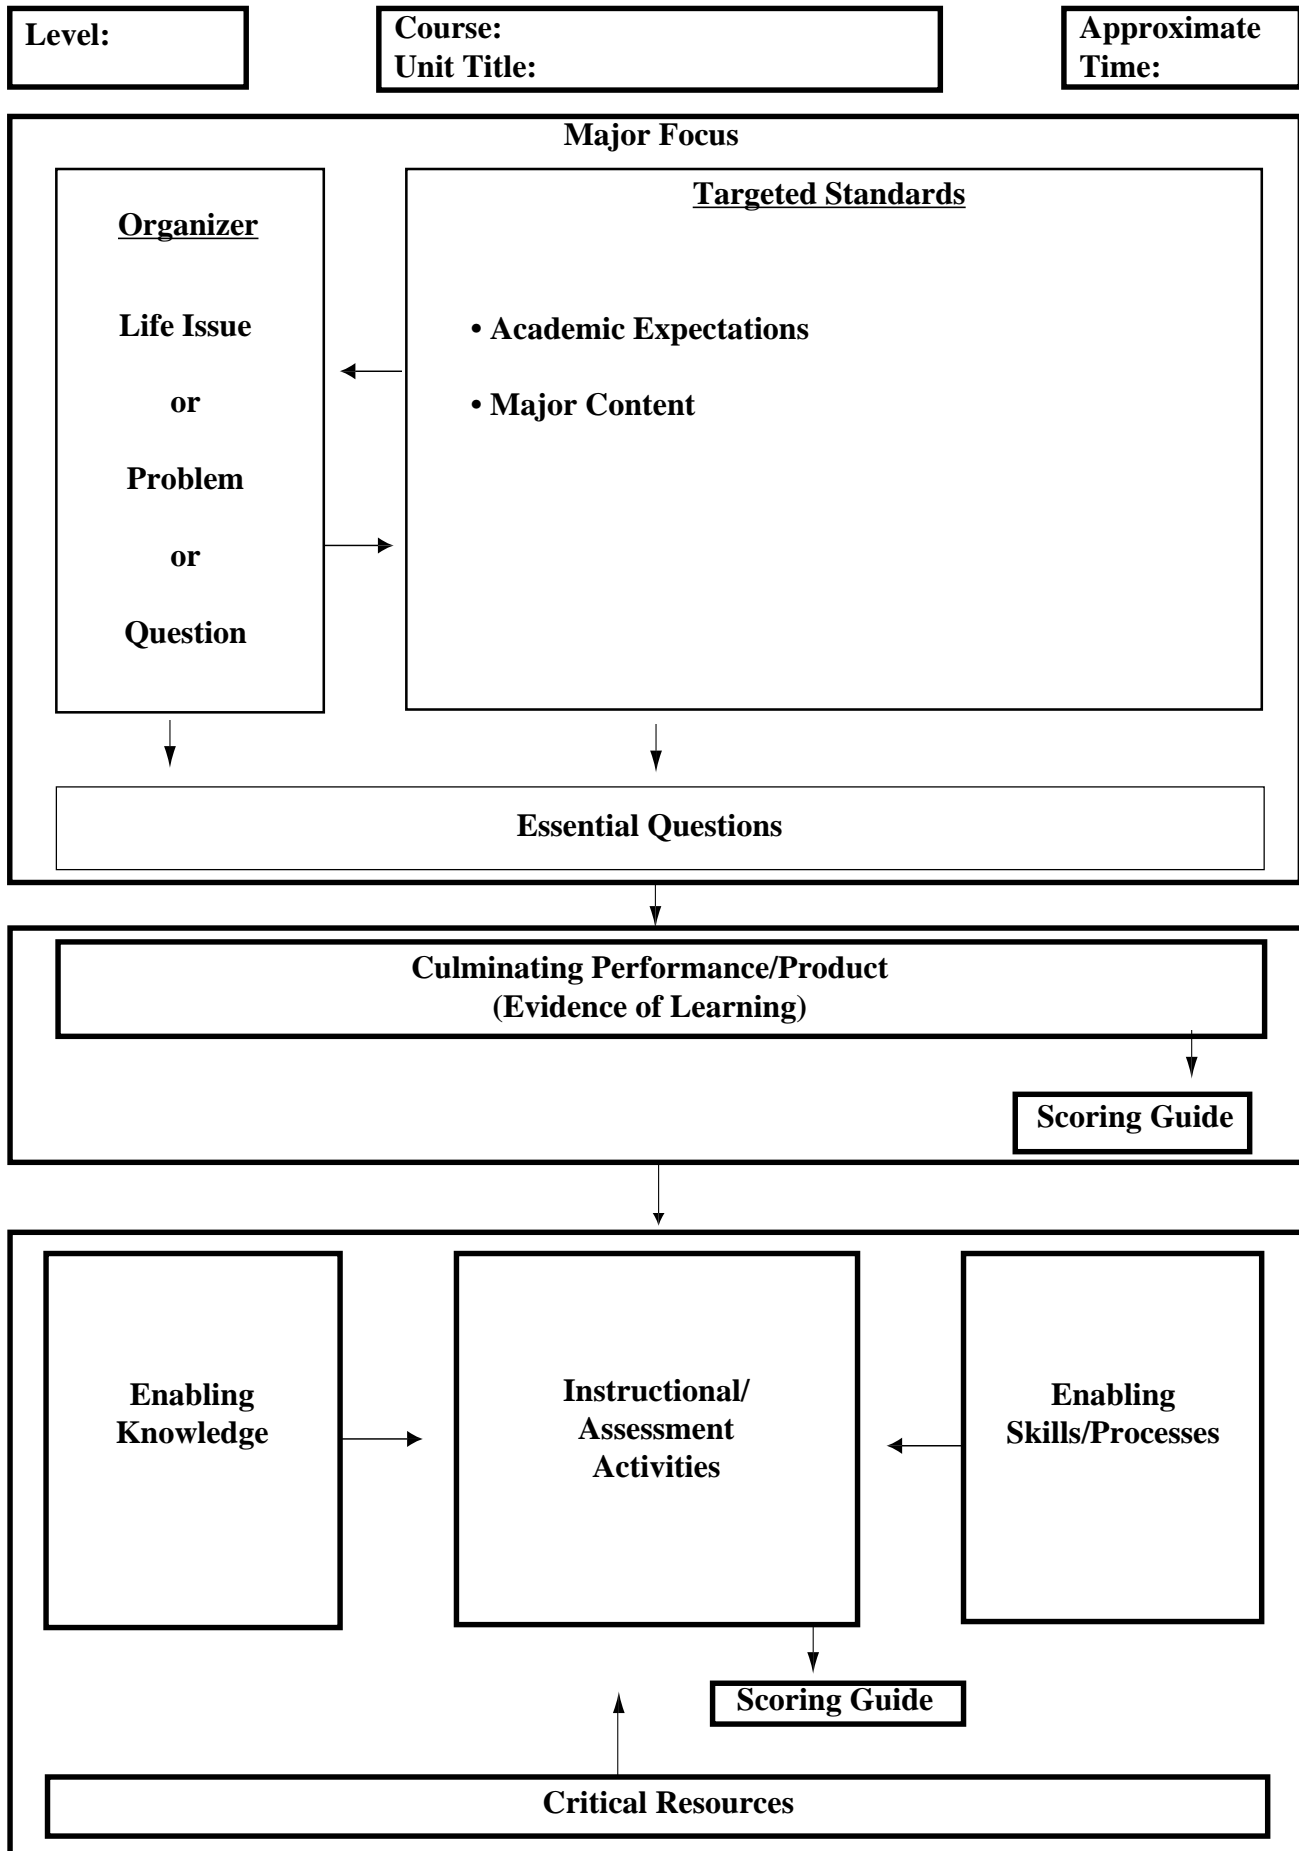 Level:
Course:
Unit Title:
Approximate
Time:
Major Focus
Organizer
Life Issue
or
Problem
or
Question
Targeted Standards
• Academic Expectations
• Major Content
Essential Questions
Culminating Performance/Product
(Evidence of Learning)
Scoring Guide
Enabling
Knowledge
Instructional/
Assessment
Activities
Enabling
Skills/Processes
Scoring Guide
Critical Resources